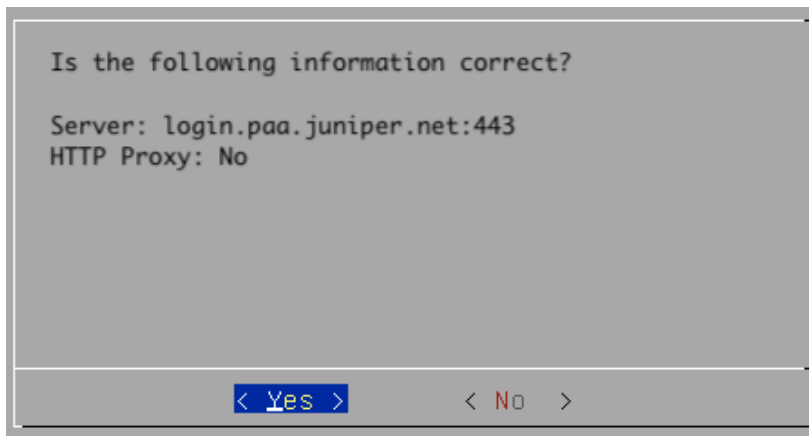 Is the following information correct?
Server: login.paa.juniper.net:443
HTTP Proxy: No
< Yes > < No >